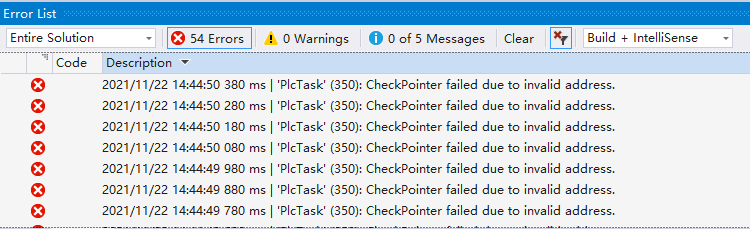 Error List
Entire Solution 54 Errors 0 Warnings 0 of 5 Messages Clear Build + IntelliSense
Code Description
2021/11/22 14:44:50 380 ms | 'PlcTask' (350): CheckPointer failed due to invalid address.
2021/11/22 14:44:50 280 ms | 'PlcTask' (350): CheckPointer failed due to invalid address.
2021/11/22 14:44:50 180 ms | 'PlcTask' (350): CheckPointer failed due to invalid address.
2021/11/22 14:44:50 080 ms | 'PlcTask' (350): CheckPointer failed due to invalid address.
2021/11/22 14:44:49 980 ms | 'PlcTask' (350): CheckPointer failed due to invalid address.
2021/11/22 14:44:49 880 ms | 'PlcTask' (350): CheckPointer failed due to invalid address.
2021/11/22 14:44:49 780 ms | 'PlcTask' (350): CheckPointer failed due to invalid address.